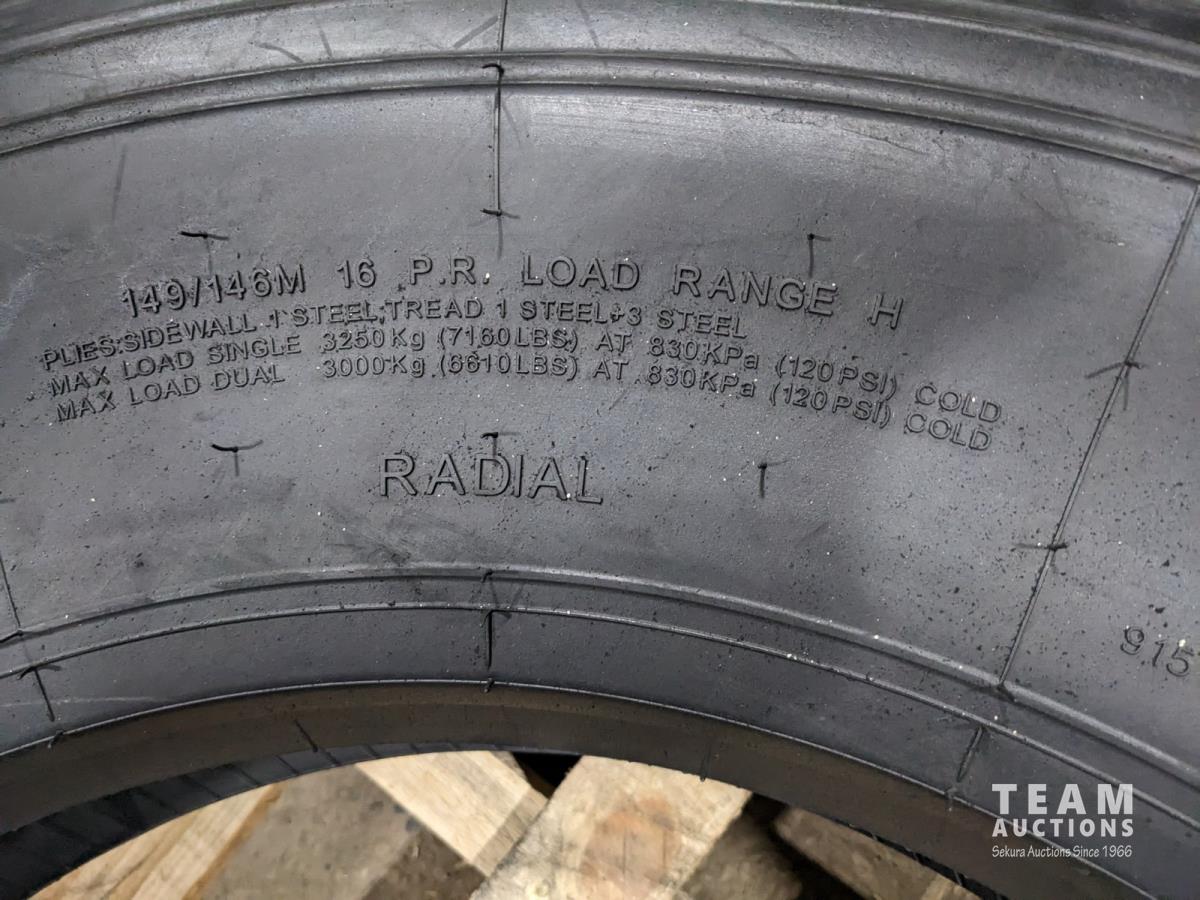 149/146M 16 P.R. LOAD RANGE H
PLIES:SIDEWALL 1 STEEL;TREAD 1 STEEL+3 STEEL
MAX LOAD SINGLE 3250Kg (7160LBS) AT 830KPa (120PSI) COLD
MAX LOAD DUAL 3000Kg (6610LBS) AT 830KPa (120PSI) COLD
RADIAL
915
TEAM
AUCTIONS
Sekura Auctions Since 1966